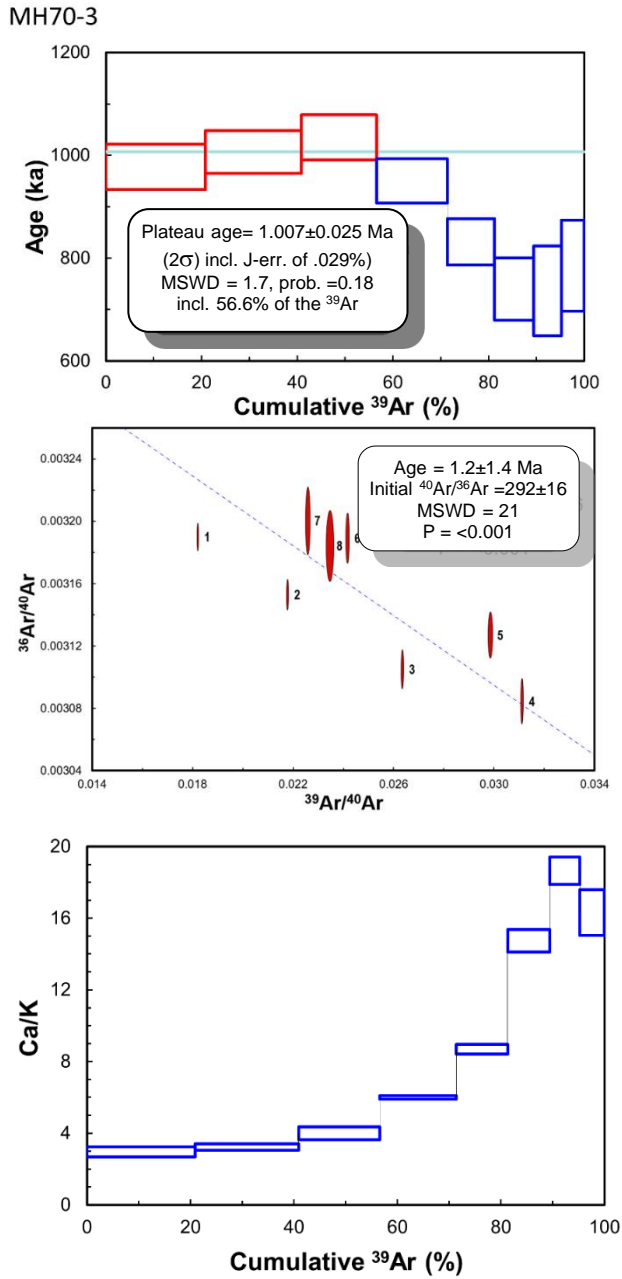 MH70-3
1200
1000
800
600
Age (ka)
Plateau age= 1.007±0.025 Ma
(2σ) incl. J-err. of .029%)
MSWD = 1.7, prob. =0.18
incl. 56.6% of the ³⁹Ar
0 20 40 60 80 100
Cumulative ³⁹Ar (%)
0.00324
0.00320
0.00316
0.00312
0.00308
0.00304
³⁶Ar/⁴⁰Ar
Age = 1.2±1.4 Ma
Initial ⁴⁰Ar/³⁶Ar =292±16
MSWD = 21
P = <0.001
1
2
7
8
6
3
5
4
0.014 0.018 0.022 0.026 0.030 0.034
³⁹Ar/⁴⁰Ar
20
16
12
8
4
0
Ca/K
0 20 40 60 80 100
Cumulative ³⁹Ar (%)